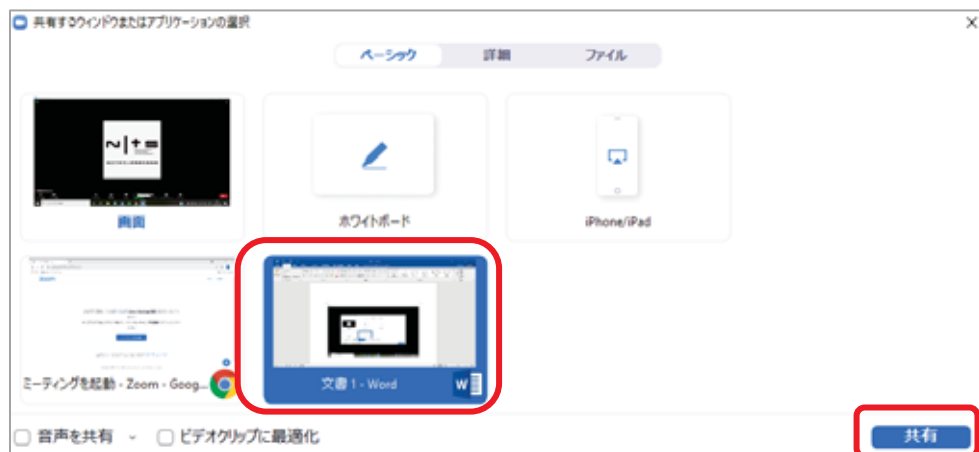 共有するウィンドウまたはアプリケーションの選択
ベーシック 詳細 ファイル
画面
ホワイトボード
iPhone/iPad
ミーティングを起動 - Zoom - Goog...
文書 1 - Word
音声を共有
ビデオクリップに最適化
共有